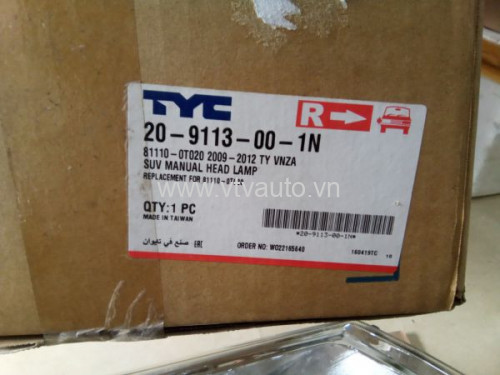 TYC
R
20-9113-00-1N
81110-0T020 2009-2012 TY VNZA
SUV MANUAL HEAD LAMP
REPLACEMENT FOR 81110-
www.vtvauto.vn
QTY:1 PC
MADE IN TAIWAN
*20-9113-00-1N*
صنع في تايوان
ORDER NO: W022185640